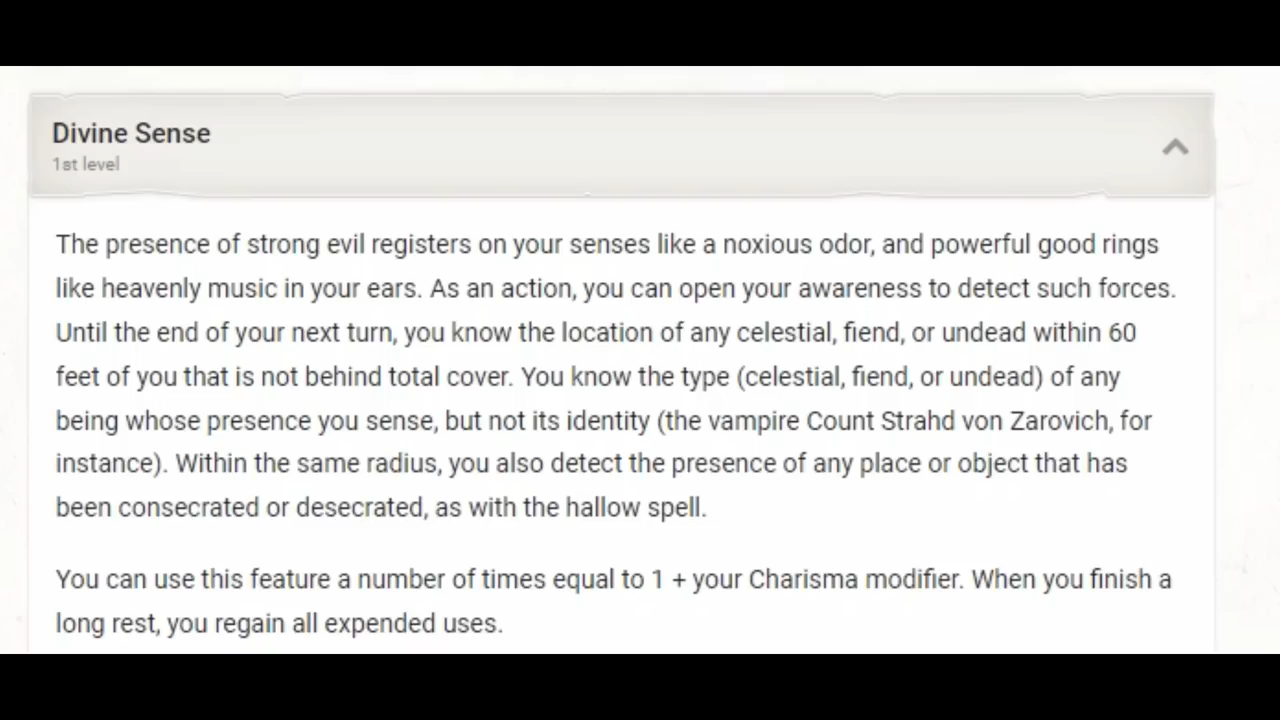 Divine Sense
1st level
The presence of strong evil registers on your senses like a noxious odor, and powerful good rings
like heavenly music in your ears. As an action, you can open your awareness to detect such forces.
Until the end of your next turn, you know the location of any celestial, fiend, or undead within 60
feet of you that is not behind total cover. You know the type (celestial, fiend, or undead) of any
being whose presence you sense, but not its identity (the vampire Count Strahd von Zarovich, for
instance). Within the same radius, you also detect the presence of any place or object that has
been consecrated or desecrated, as with the hallow spell.
You can use this feature a number of times equal to 1 + your Charisma modifier. When you finish a
long rest, you regain all expended uses.